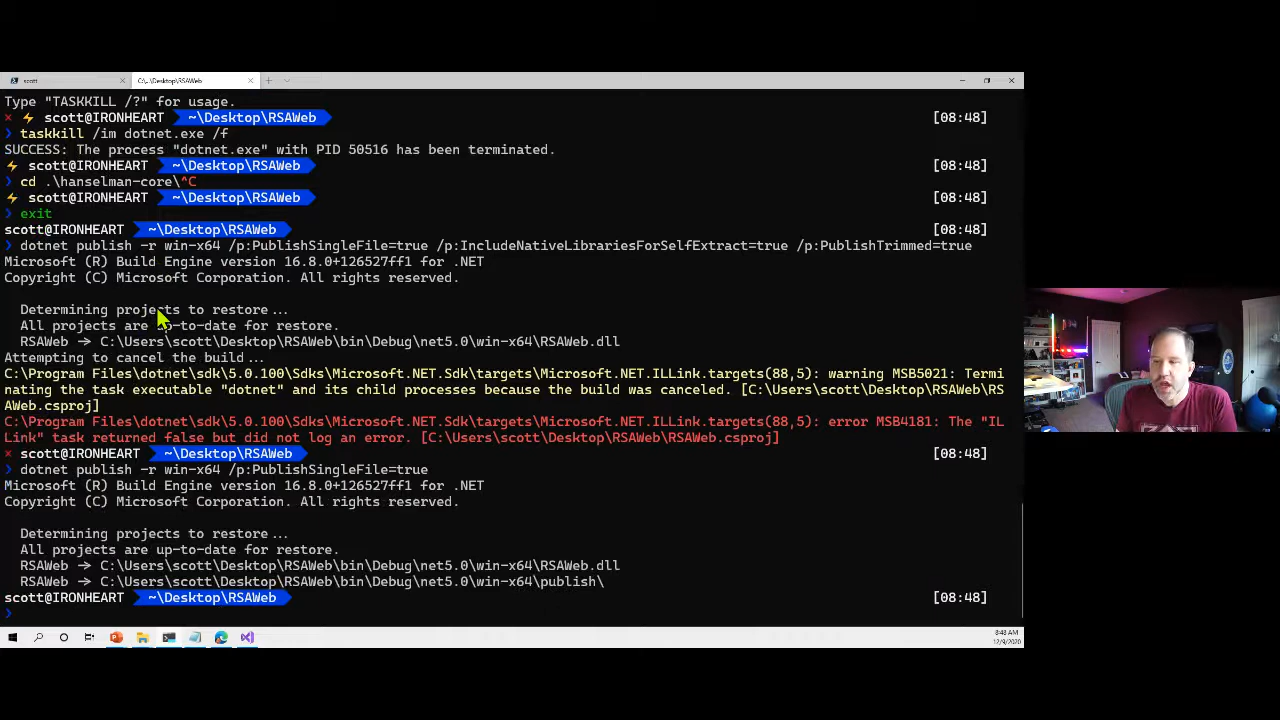 scott
C:\...\Desktop\RSAWeb
Type "TASKKILL /?" for usage.
scott@IRONHEART ~\Desktop\RSAWeb [08:48]
❯ taskkill /im dotnet.exe /f
SUCCESS: The process "dotnet.exe" with PID 50516 has been terminated.
scott@IRONHEART ~\Desktop\RSAWeb [08:48]
❯ cd .\hanselman-core\^C
scott@IRONHEART ~\Desktop\RSAWeb [08:48]
❯ exit
scott@IRONHEART ~\Desktop\RSAWeb [08:48]
❯ dotnet publish -r win-x64 /p:PublishSingleFile=true /p:IncludeNativeLibrariesForSelfExtract=true /p:PublishTrimmed=true
Microsoft (R) Build Engine version 16.8.0+126527ff1 for .NET
Copyright (C) Microsoft Corporation. All rights reserved.
Determining projects to restore...
All projects are up-to-date for restore.
RSAWeb -> C:\Users\scott\Desktop\RSAWeb\bin\Debug\net5.0\win-x64\RSAWeb.dll
Attempting to cancel the build...
C:\Program Files\dotnet\sdk\5.0.100\Sdks\Microsoft.NET.Sdk\targets\Microsoft.NET.ILLink.targets(88,5): warning MSB5021: Termi
nating the task executable "dotnet" and its child processes because the build was canceled. [C:\Users\scott\Desktop\RSAWeb\RS
AWeb.csproj]
C:\Program Files\dotnet\sdk\5.0.100\Sdks\Microsoft.NET.Sdk\targets\Microsoft.NET.ILLink.targets(88,5): error MSB4181: The "IL
Link" task returned false but did not log an error. [C:\Users\scott\Desktop\RSAWeb\RSAWeb.csproj]
scott@IRONHEART ~\Desktop\RSAWeb [08:48]
❯ dotnet publish -r win-x64 /p:PublishSingleFile=true
Microsoft (R) Build Engine version 16.8.0+126527ff1 for .NET
Copyright (C) Microsoft Corporation. All rights reserved.
Determining projects to restore...
All projects are up-to-date for restore.
RSAWeb -> C:\Users\scott\Desktop\RSAWeb\bin\Debug\net5.0\win-x64\RSAWeb.dll
RSAWeb -> C:\Users\scott\Desktop\RSAWeb\bin\Debug\net5.0\win-x64\publish\
scott@IRONHEART ~\Desktop\RSAWeb [08:48]
❯
8:48 AM
12/9/2020